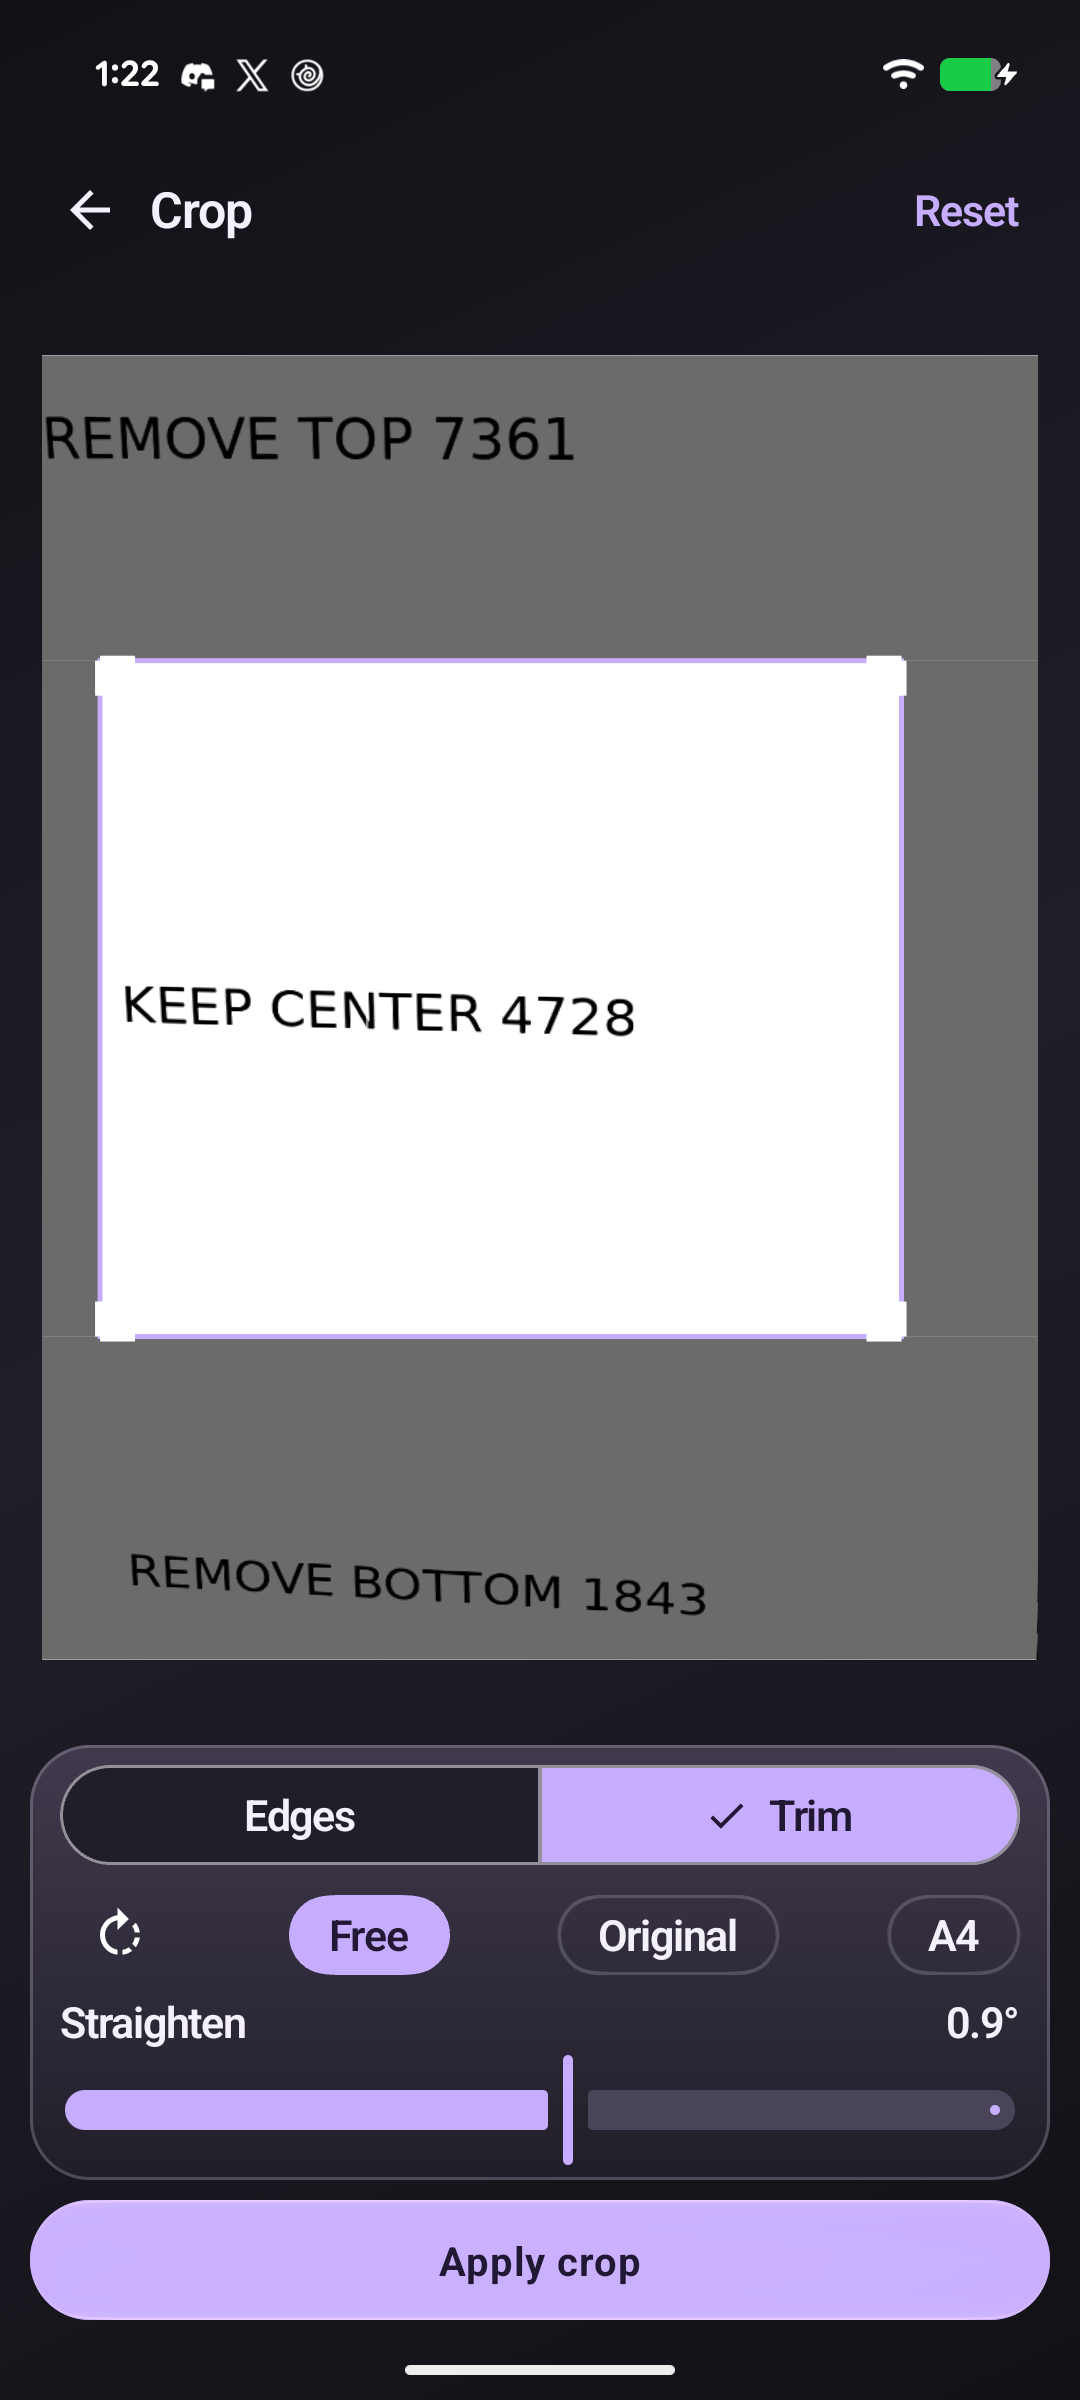 1:22
Crop
Reset
REMOVE TOP 7361
KEEP CENTER 4728
REMOVE BOTTOM 1843
Edges
Trim
Free
Original
A4
Straighten
0.9°
Apply crop